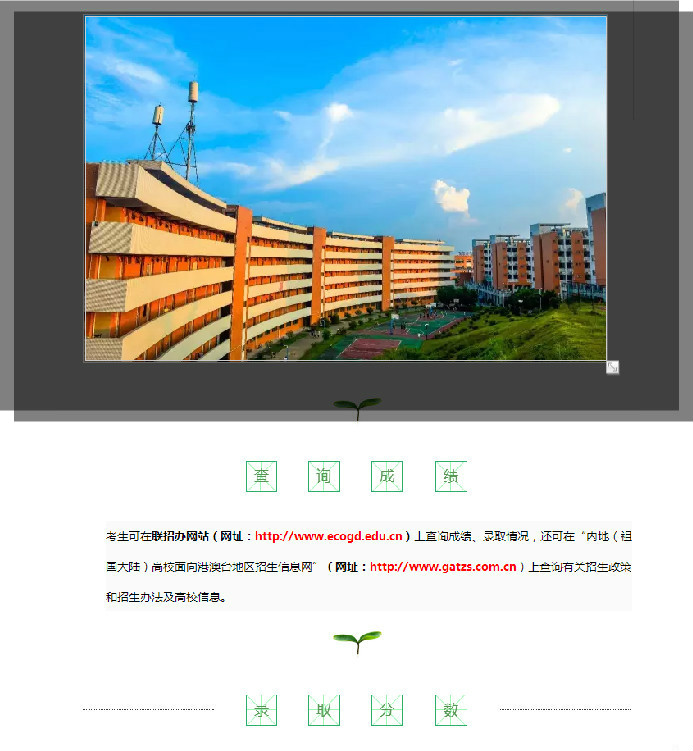 查询成绩
考生可在联招办网站（网址：http://www.ecogd.edu.cn）上查询成绩、录取情况，还可在“内地（祖
国大陆）高校面向港澳台地区招生信息网”（网址：http://www.gatzs.com.cn）上查询有关招生政策
和招生办法及高校信息。
录取分数